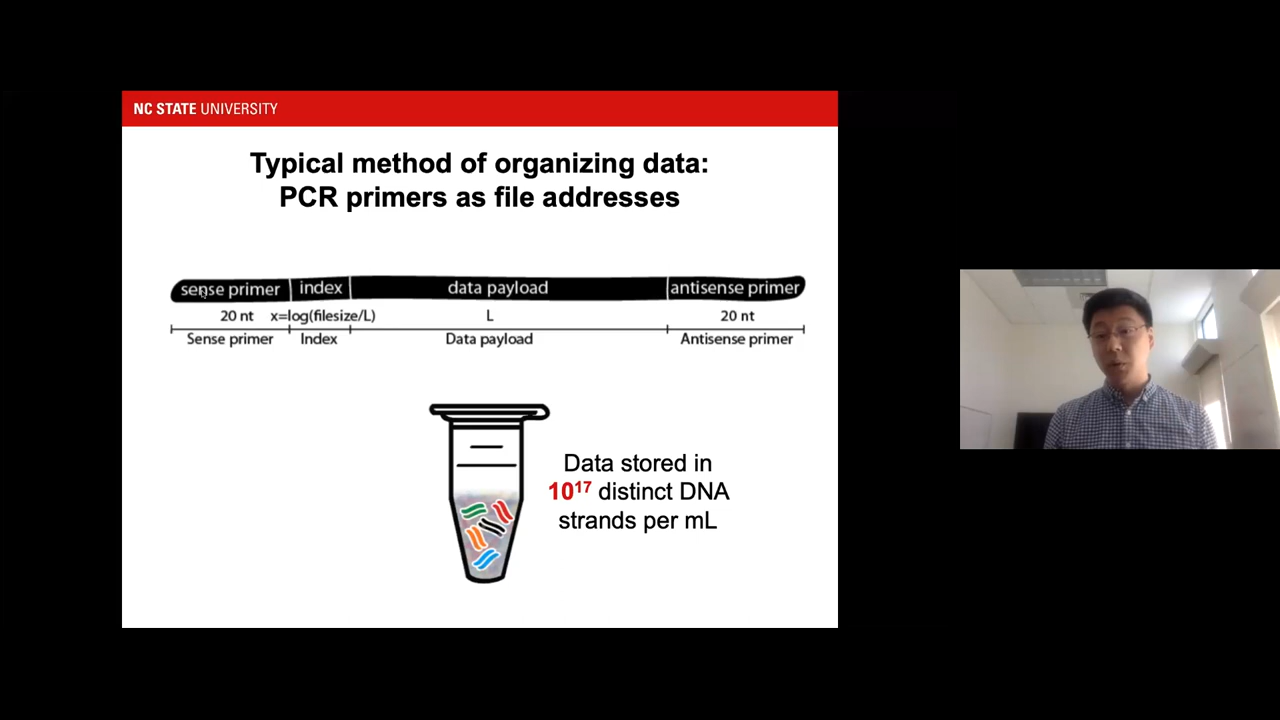 NC STATE UNIVERSITY
Typical method of organizing data:
PCR primers as file addresses
sense primer index data payload antisense primer
20 nt x=log(filesize/L) L 20 nt
Sense primer Index Data payload Antisense primer
Data stored in
10¹⁷ distinct DNA
strands per mL